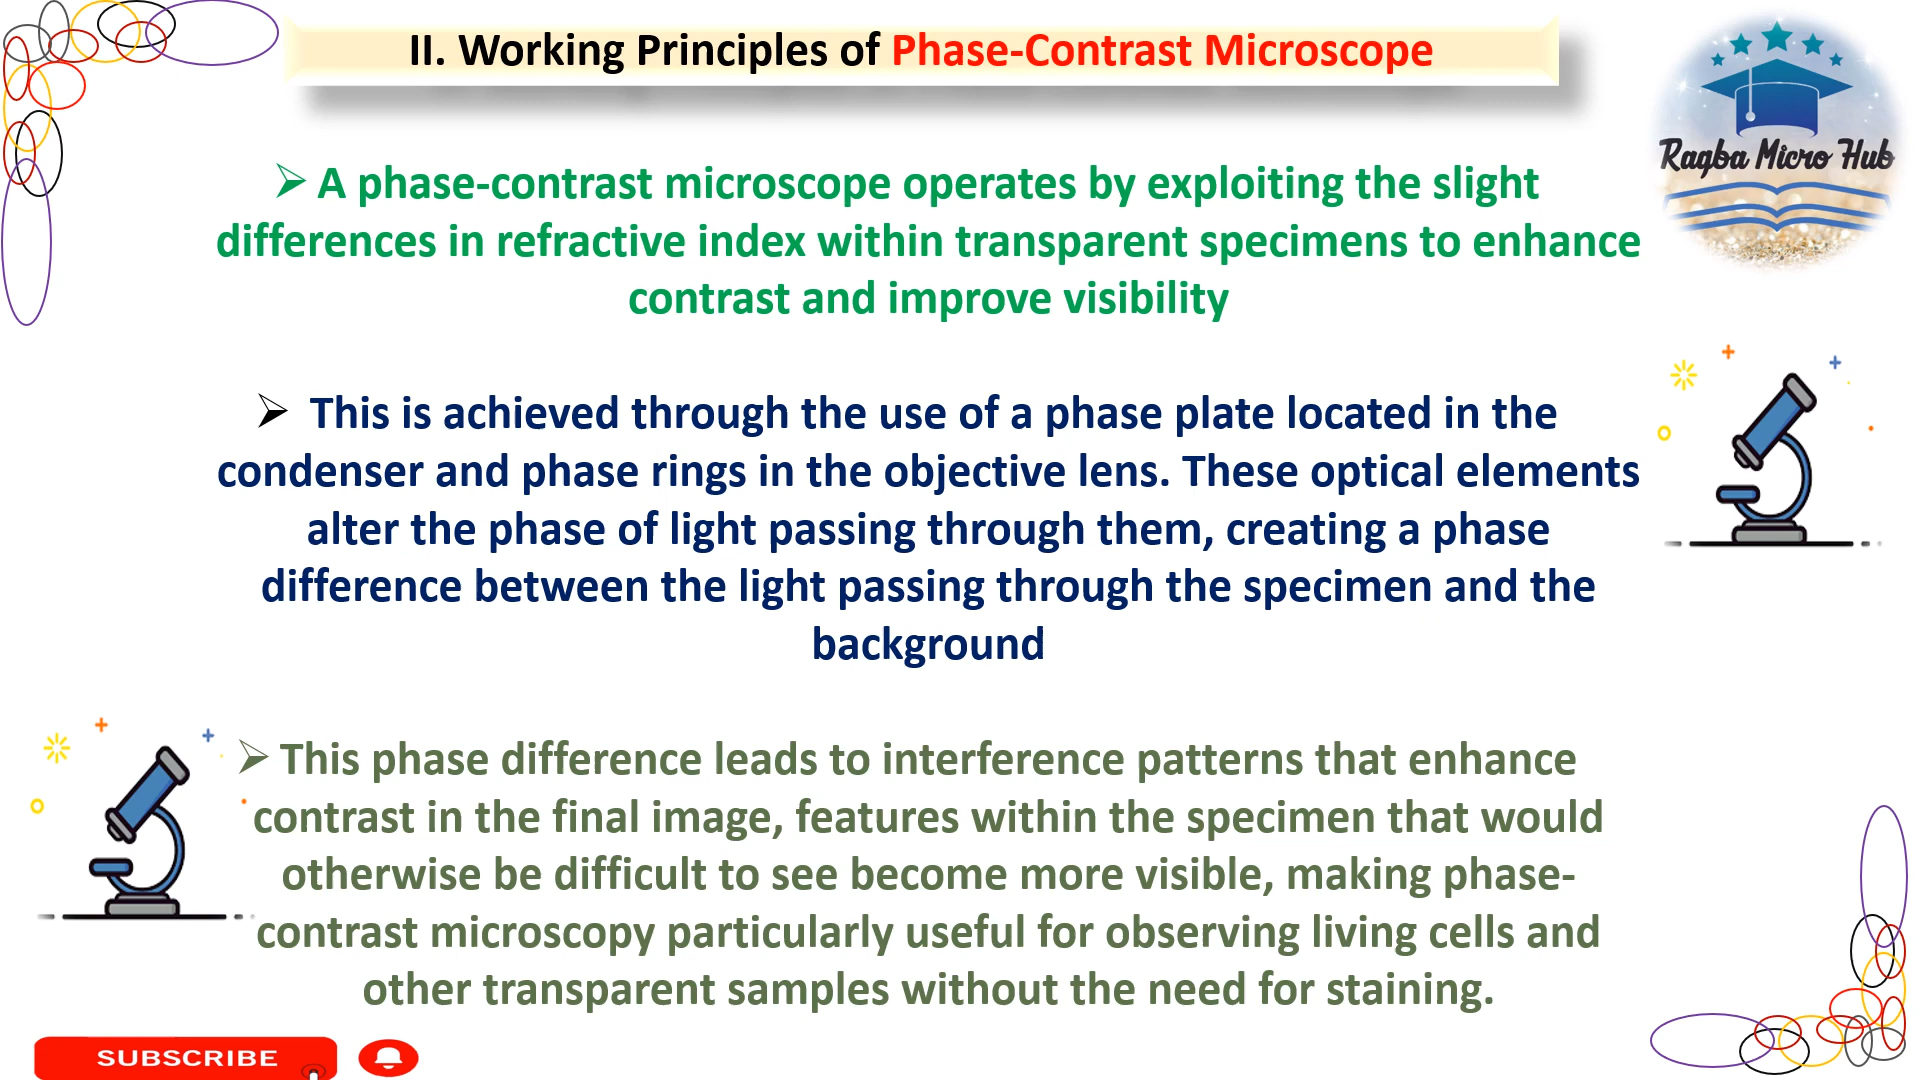 II. Working Principles of Phase-Contrast Microscope
Ragba Micro Hub
➢ A phase-contrast microscope operates by exploiting the slight
differences in refractive index within transparent specimens to enhance
contrast and improve visibility
➢ This is achieved through the use of a phase plate located in the
condenser and phase rings in the objective lens. These optical elements
alter the phase of light passing through them, creating a phase
difference between the light passing through the specimen and the
background
➢ This phase difference leads to interference patterns that enhance
contrast in the final image, features within the specimen that would
otherwise be difficult to see become more visible, making phase-
contrast microscopy particularly useful for observing living cells and
other transparent samples without the need for staining.
SUBSCRIBE